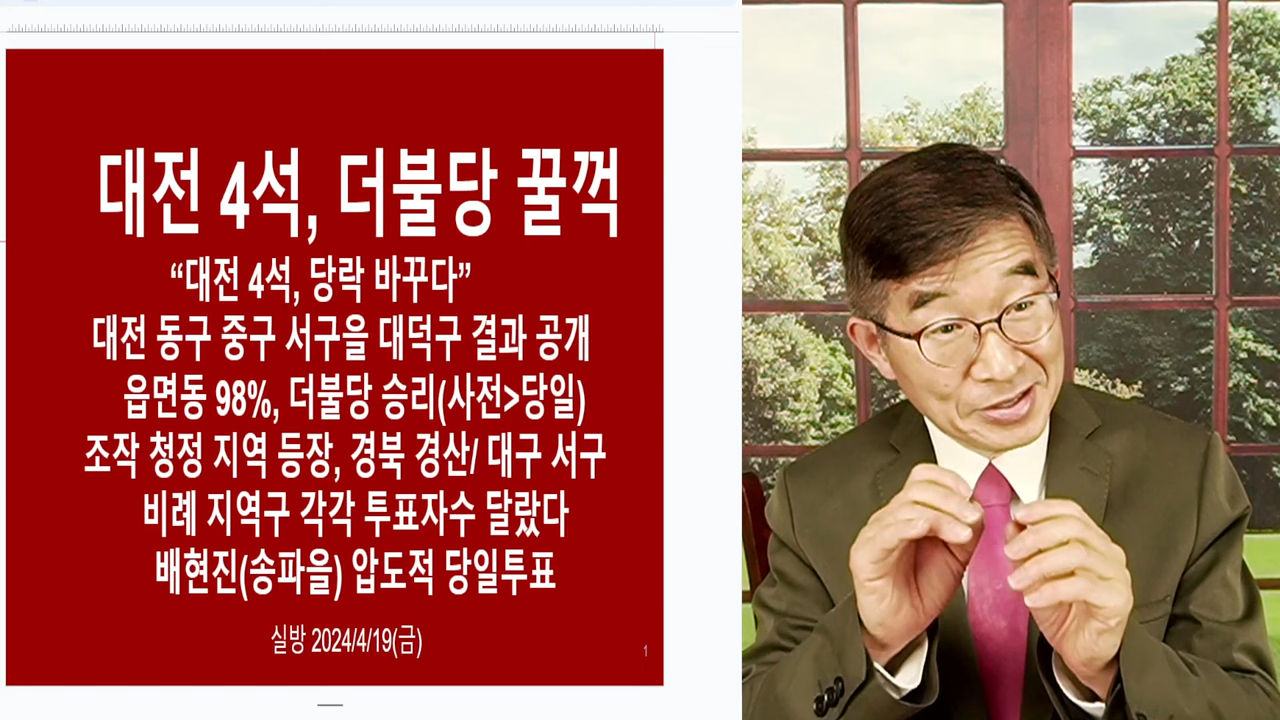 대전 4석, 더불당 꿀꺽
“대전 4석, 당락 바꾸다”
대전 동구 중구 서구을 대덕구 결과 공개
읍면동 98%, 더불당 승리(사전>당일)
조작 청정 지역 등장, 경북 경산/ 대구 서구
비례 지역구 각각 투표자수 달랐다
배현진(송파을) 압도적 당일투표
실방 2024/4/19(금)
1